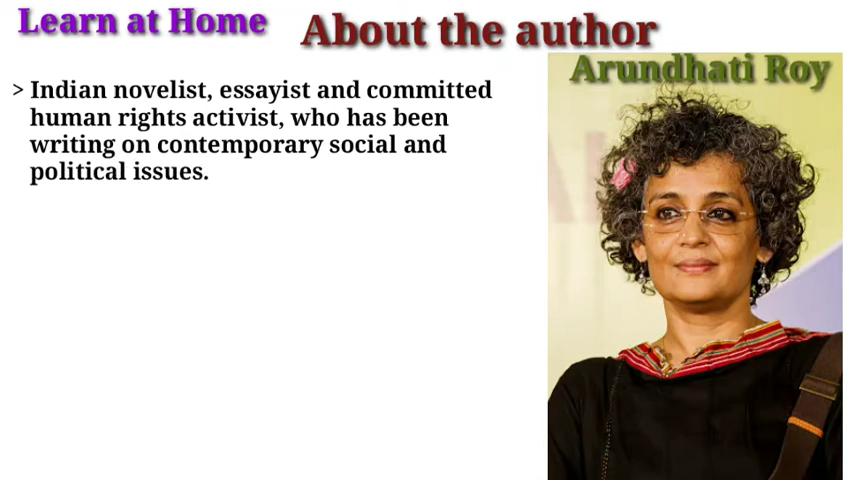 Learn at Home
About the author
Arundhati Roy
> Indian novelist, essayist and committed
human rights activist, who has been
writing on contemporary social and
political issues.